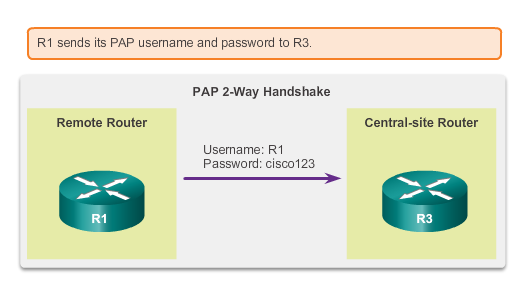 R1 sends its PAP username and password to R3.
PAP 2-Way Handshake
Remote Router
Central-site Router
Username: R1
Password: cisco123
R1
R3